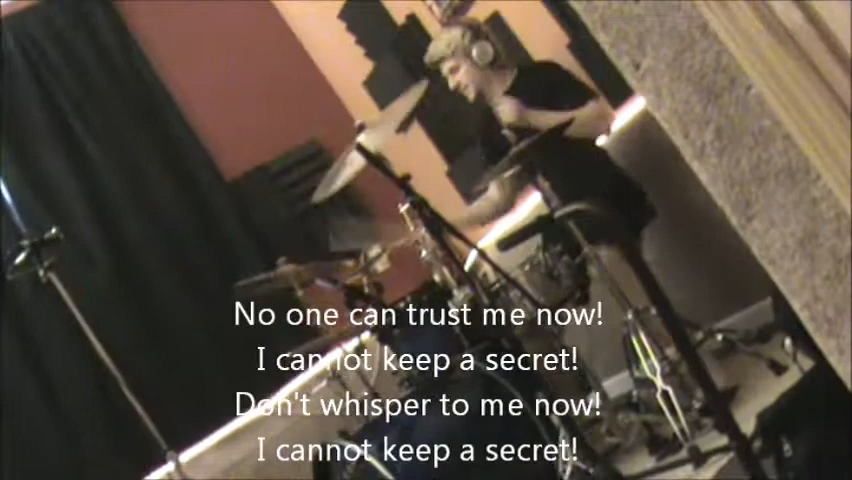 No one can trust me now!
I cannot keep a secret!
Don't whisper to me now!
I cannot keep a secret!